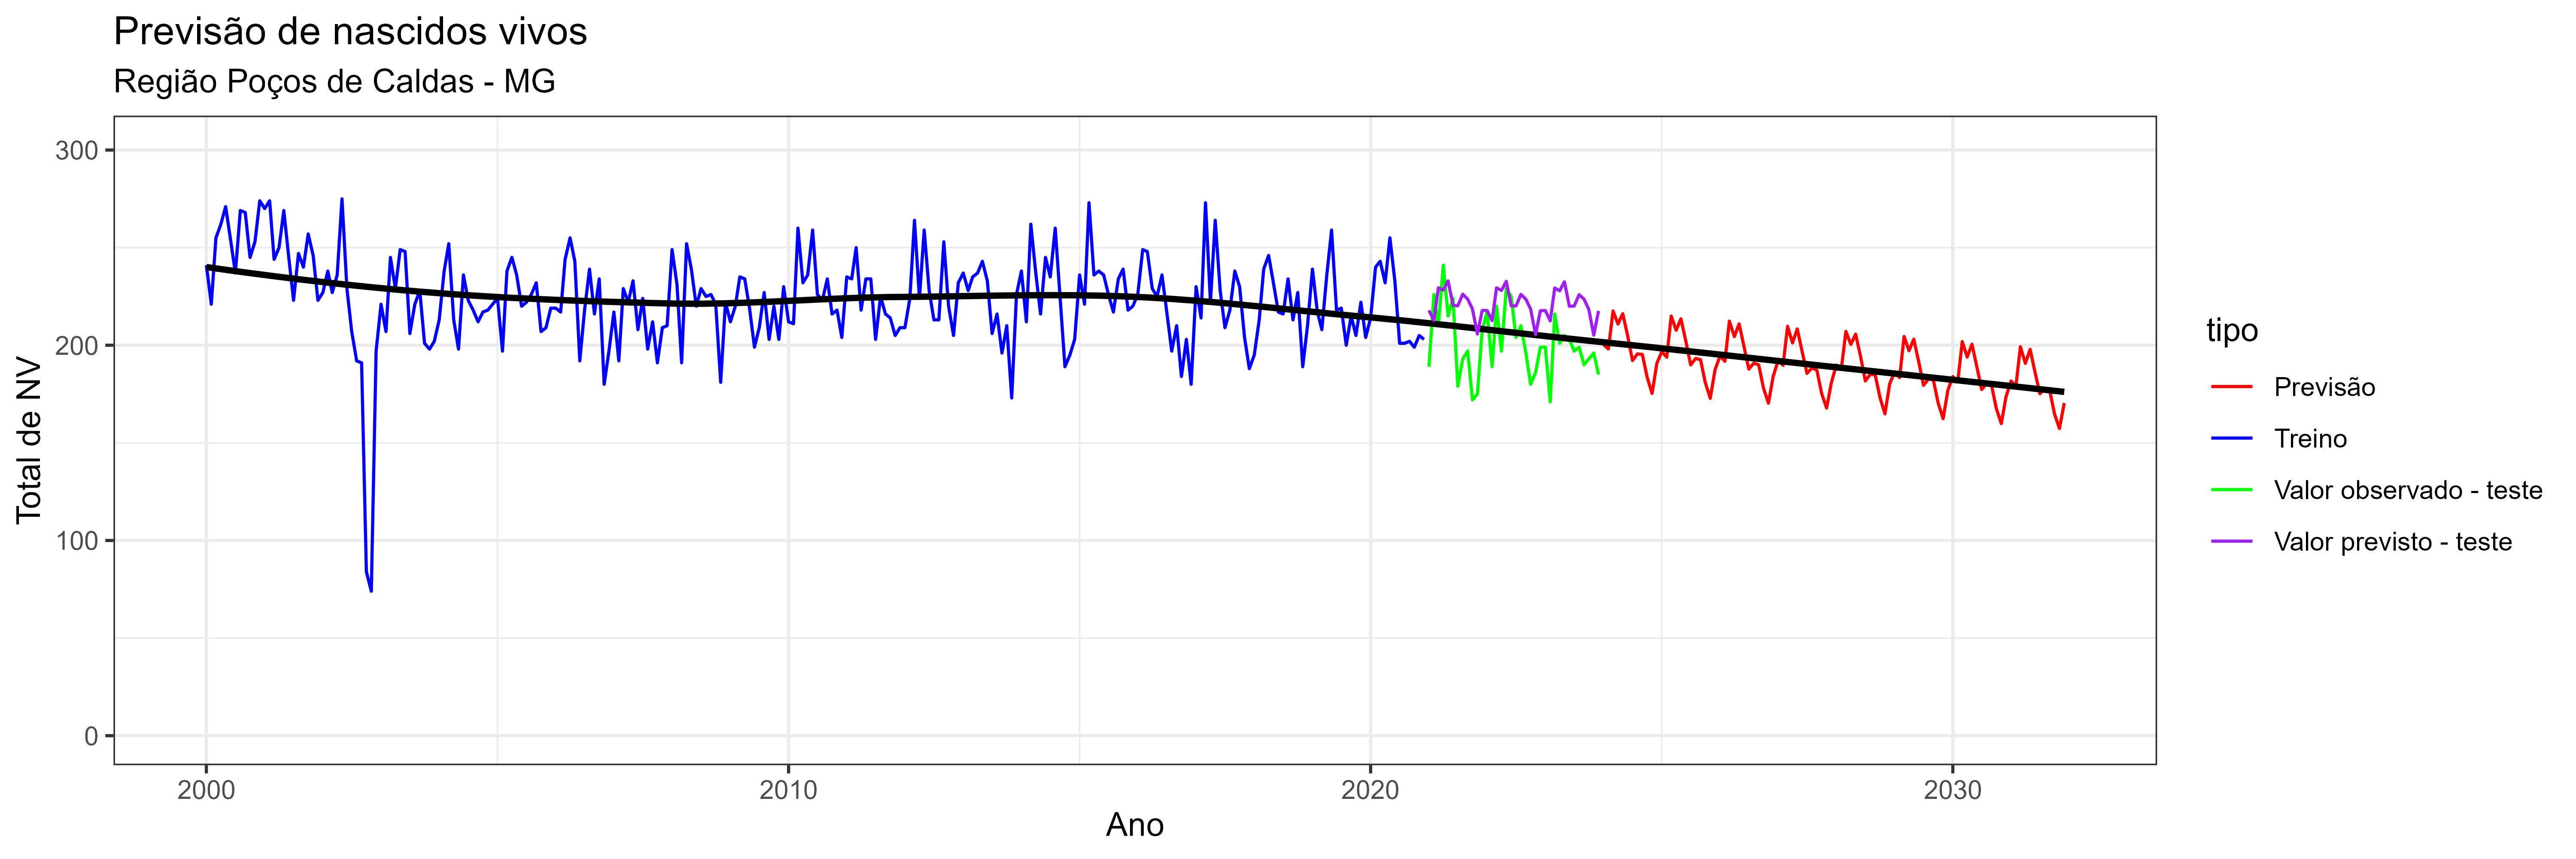 Previsão de nascidos vivos
Região Poços de Caldas - MG
300
200
100
0
Total de NV
2000
2010
2020
2030
Ano
tipo
Previsão
Treino
Valor observado - teste
Valor previsto - teste